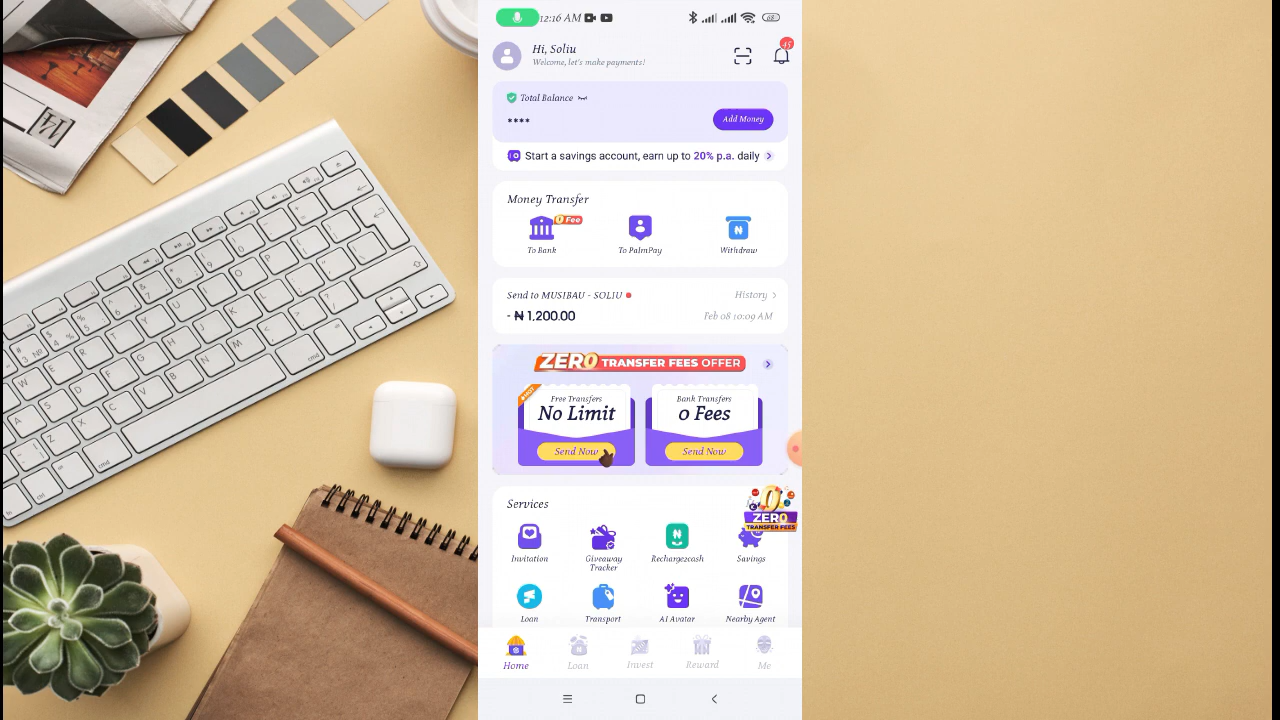 12:16 AM
68
Hi, Soliu
Welcome, let's make payments!
45
Total Balance
****
Add Money
Start a savings account, earn up to 20% p.a. daily
Money Transfer
0 Fee
To Bank
To PalmPay
Withdraw
Send to MUSIBAU - SOLIU
History
- ₦ 1,200.00
Feb 08 10:09 AM
ZERO TRANSFER FEES OFFER
Free Transfers
No Limit
Send Now
Bank Transfers
0 Fees
Send Now
Services
0
ZERO
TRANSFER FEES
Invitation
Giveaway
Tracker
Recharge2cash
Savings
Loan
Transport
AI Avatar
Nearby Agent
Home
Loan
Invest
Reward
Me